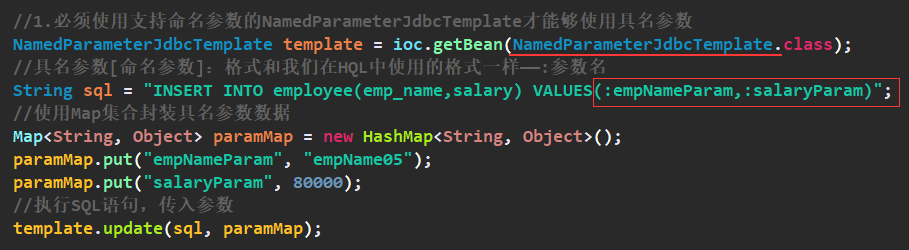 //1.必须使用支持命名参数的NamedParameterJdbcTemplate才能够使用具名参数
NamedParameterJdbcTemplate template = ioc.getBean(NamedParameterJdbcTemplate.class);
//具名参数[命名参数]：格式和我们在HQL中使用的格式一样——:参数名
String sql = "INSERT INTO employee(emp_name,salary) VALUES(:empNameParam,:salaryParam)";
//使用Map集合封装具名参数数据
Map<String, Object> paramMap = new HashMap<String, Object>();
paramMap.put("empNameParam", "empName05");
paramMap.put("salaryParam", 80000);
//执行SQL语句，传入参数
template.update(sql, paramMap);